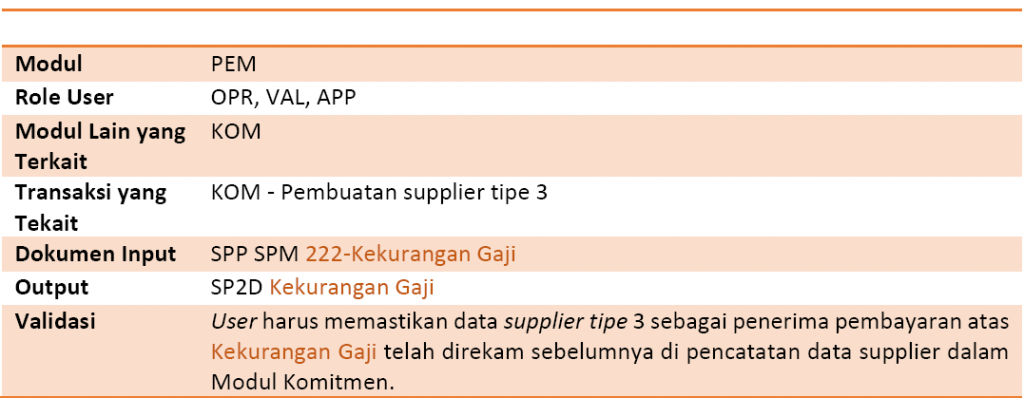 Modul PEM
Role User OPR, VAL, APP
Modul Lain yang KOM
Terkait
Transaksi yang KOM - Pembuatan supplier tipe 3
Tekait
Dokumen Input SPP SPM 222-Kekurangan Gaji
Output SP2D Kekurangan Gaji
Validasi User harus memastikan data supplier tipe 3 sebagai penerima pembayaran atas
Kekurangan Gaji telah direkam sebelumnya di pencatatan data supplier dalam
Modul Komitmen.